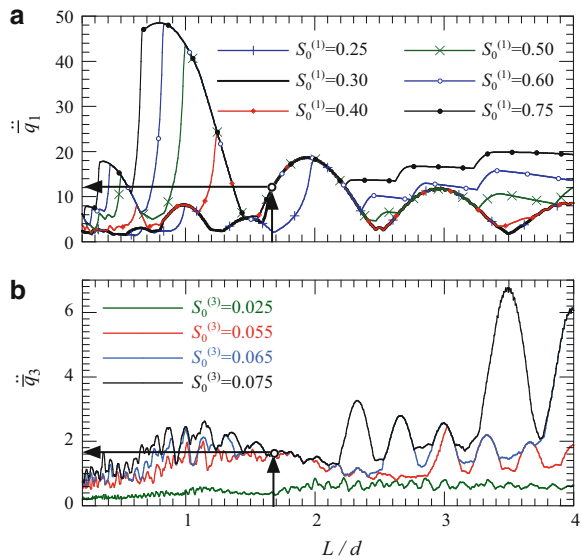 a
50
40
30
20
10
0
q̲̈₁
S₀⁽¹⁾=0.25 S₀⁽¹⁾=0.50
S₀⁽¹⁾=0.30 S₀⁽¹⁾=0.60
S₀⁽¹⁾=0.40 S₀⁽¹⁾=0.75
b
6
4
2
0
q̲̈₃
S₀⁽³⁾=0.025
S₀⁽³⁾=0.055
S₀⁽³⁾=0.065
S₀⁽³⁾=0.075
1 2 3 4
L / d